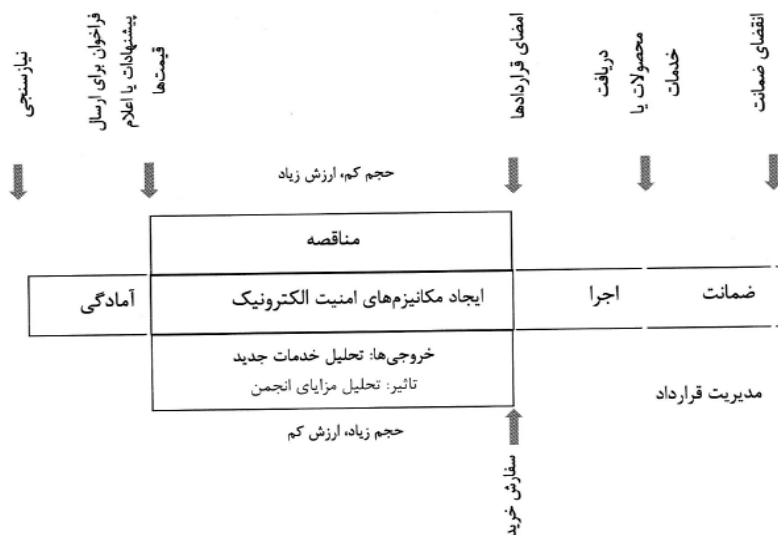 نیازسنجی
فراخوان برای ارسال
پیشنهادات یا اعلام
قیمت‌ها
امضای قراردادها
دریافت
محصولات یا
خدمات
انقضای ضمانت
حجم کم، ارزش زیاد
مناقصه
آمادگی
ایجاد مکانیزم‌های امنیت الکترونیک
اجرا
ضمانت
خروجی‌ها: تحلیل خدمات جدید
تاثیر: تحلیل مزایای انجمن
مدیریت قرارداد
حجم زیاد، ارزش کم
سفارش خرید